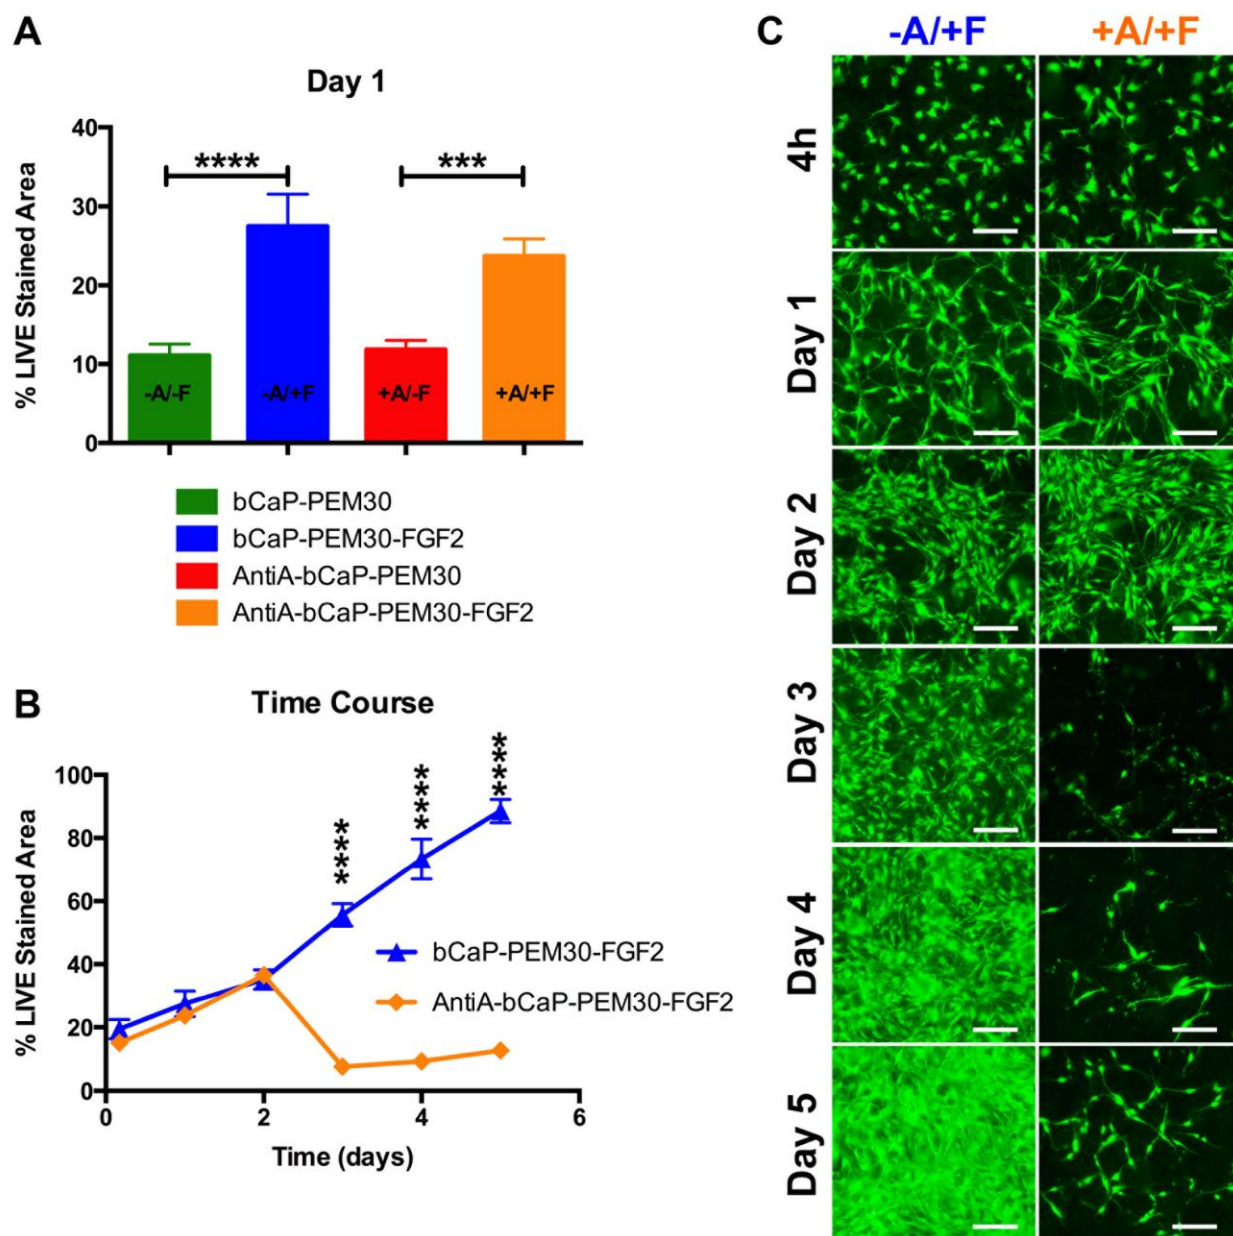 A
Day 1
% LIVE Stained Area
40
30
20
10
0
****
***
-A/-F
-A/+F
+A/-F
+A/+F
bCaP-PEM30
bCaP-PEM30-FGF2
AntiA-bCaP-PEM30
AntiA-bCaP-PEM30-FGF2
B
Time Course
% LIVE Stained Area
100
80
60
40
20
0
****
****
****
bCaP-PEM30-FGF2
AntiA-bCaP-PEM30-FGF2
0
2
4
6
Time (days)
C
-A/+F
+A/+F
4h
Day 1
Day 2
Day 3
Day 4
Day 5